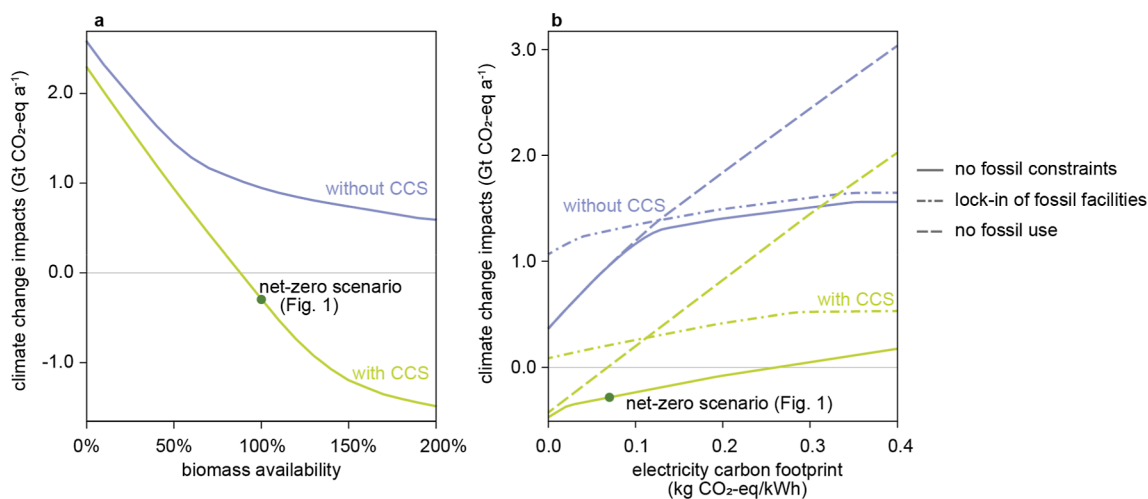 a
climate change impacts (Gt CO₂-eq a⁻¹)
2.0
1.0
0.0
-1.0
without CCS
net-zero scenario
(Fig. 1)
with CCS
0%
50%
100%
150%
200%
biomass availability
b
climate change impacts (Gt CO₂-eq a⁻¹)
3.0
2.0
1.0
0.0
without CCS
with CCS
net-zero scenario (Fig. 1)
0.0
0.1
0.2
0.3
0.4
electricity carbon footprint
(kg CO₂-eq/kWh)
no fossil constraints
lock-in of fossil facilities
no fossil use